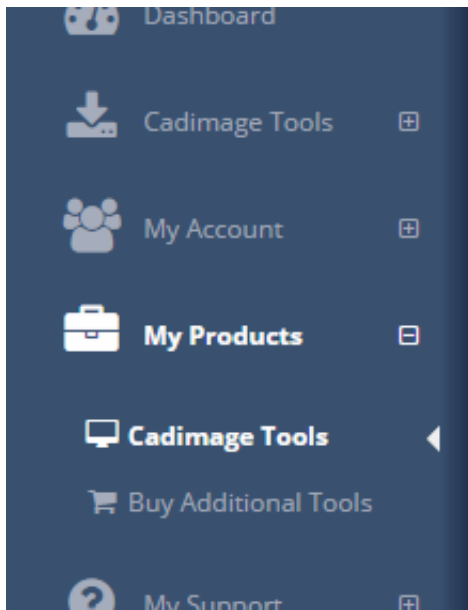 Dashboard
Cadimage Tools
My Account
My Products
Cadimage Tools
Buy Additional Tools
My Support